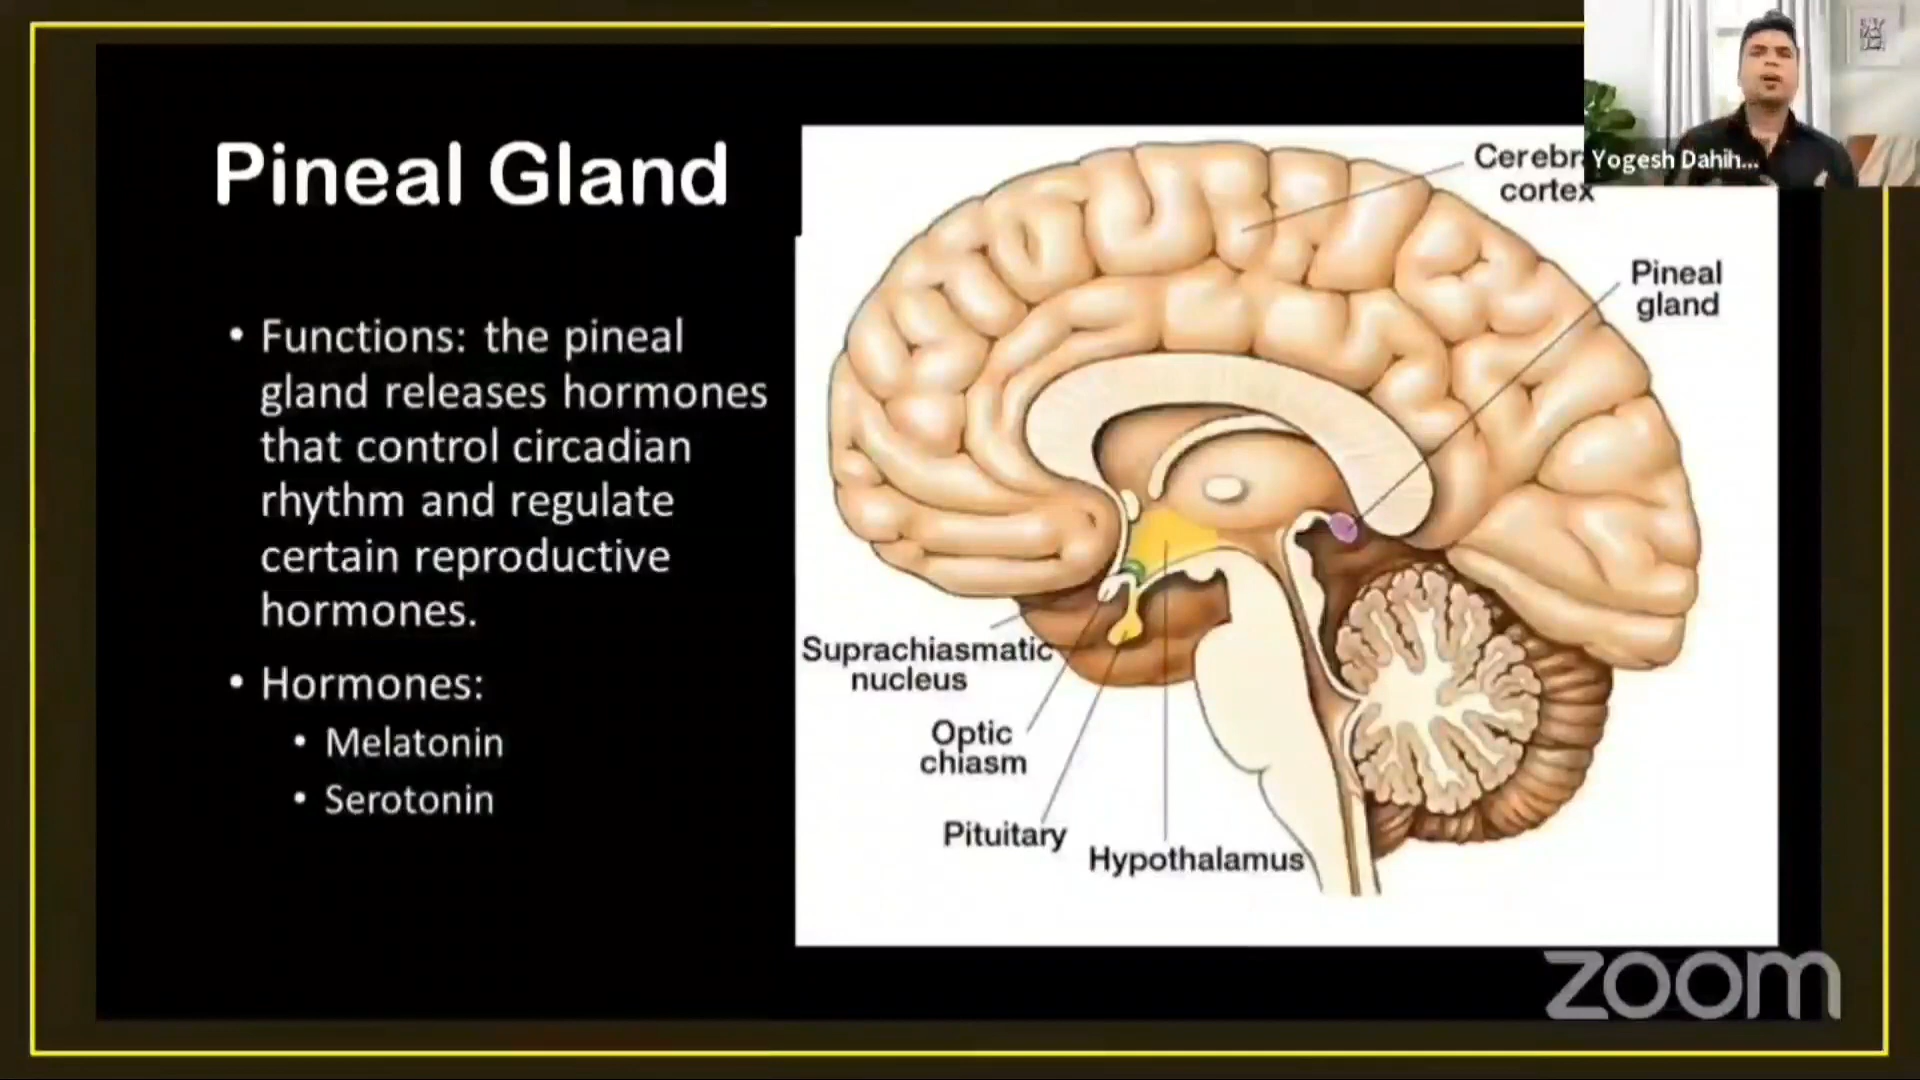 Pineal Gland
• Functions: the pineal
gland releases hormones
that control circadian
rhythm and regulate
certain reproductive
hormones.
• Hormones:
• Melatonin
• Serotonin
Cerebr
cortex
Pineal
gland
Suprachiasmatic
nucleus
Optic
chiasm
Pituitary
Hypothalamus
Yogesh Dahih...
zoom